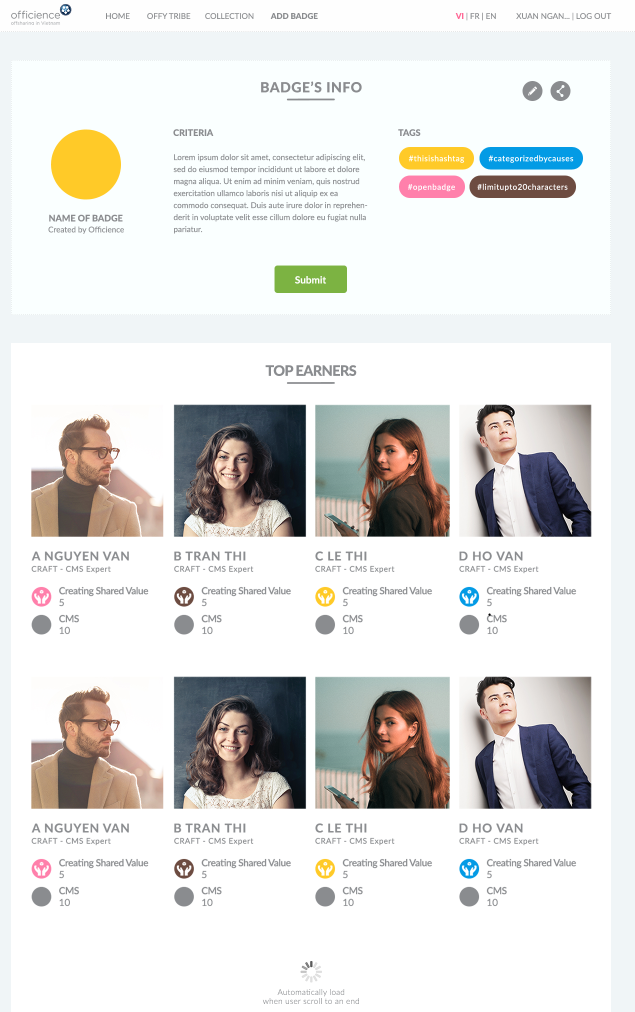 officience
offshoring in Vietnam
HOME OFFY TRIBE COLLECTION ADD BADGE VI | FR | EN XUAN NGAN... | LOG OUT
BADGE'S INFO
NAME OF BADGE
Created by Officience
CRITERIA
Lorem ipsum dolor sit amet, consectetur adipiscing elit,
sed do eiusmod tempor incididunt ut labore et dolore
magna aliqua. Ut enim ad minim veniam, quis nostrud
exercitation ullamco laboris nisi ut aliquip ex ea
commodo consequat. Duis aute irure dolor in reprehen-
derit in voluptate velit esse cillum dolore eu fugiat nulla
pariatur.
TAGS
#thisishashtag #categorizedbycauses
#openbadge #limitupto20characters
Submit
TOP EARNERS
A NGUYEN VAN
CRAFT - CMS Expert
Creating Shared Value
5
CMS
10
B TRAN THI
CRAFT - CMS Expert
Creating Shared Value
5
CMS
10
C LE THI
CRAFT - CMS Expert
Creating Shared Value
5
CMS
10
D HO VAN
CRAFT - CMS Expert
Creating Shared Value
5
CMS
10
A NGUYEN VAN
CRAFT - CMS Expert
Creating Shared Value
5
CMS
10
B TRAN THI
CRAFT - CMS Expert
Creating Shared Value
5
CMS
10
C LE THI
CRAFT - CMS Expert
Creating Shared Value
5
CMS
10
D HO VAN
CRAFT - CMS Expert
Creating Shared Value
5
CMS
10
Automatically load
when user scroll to an end